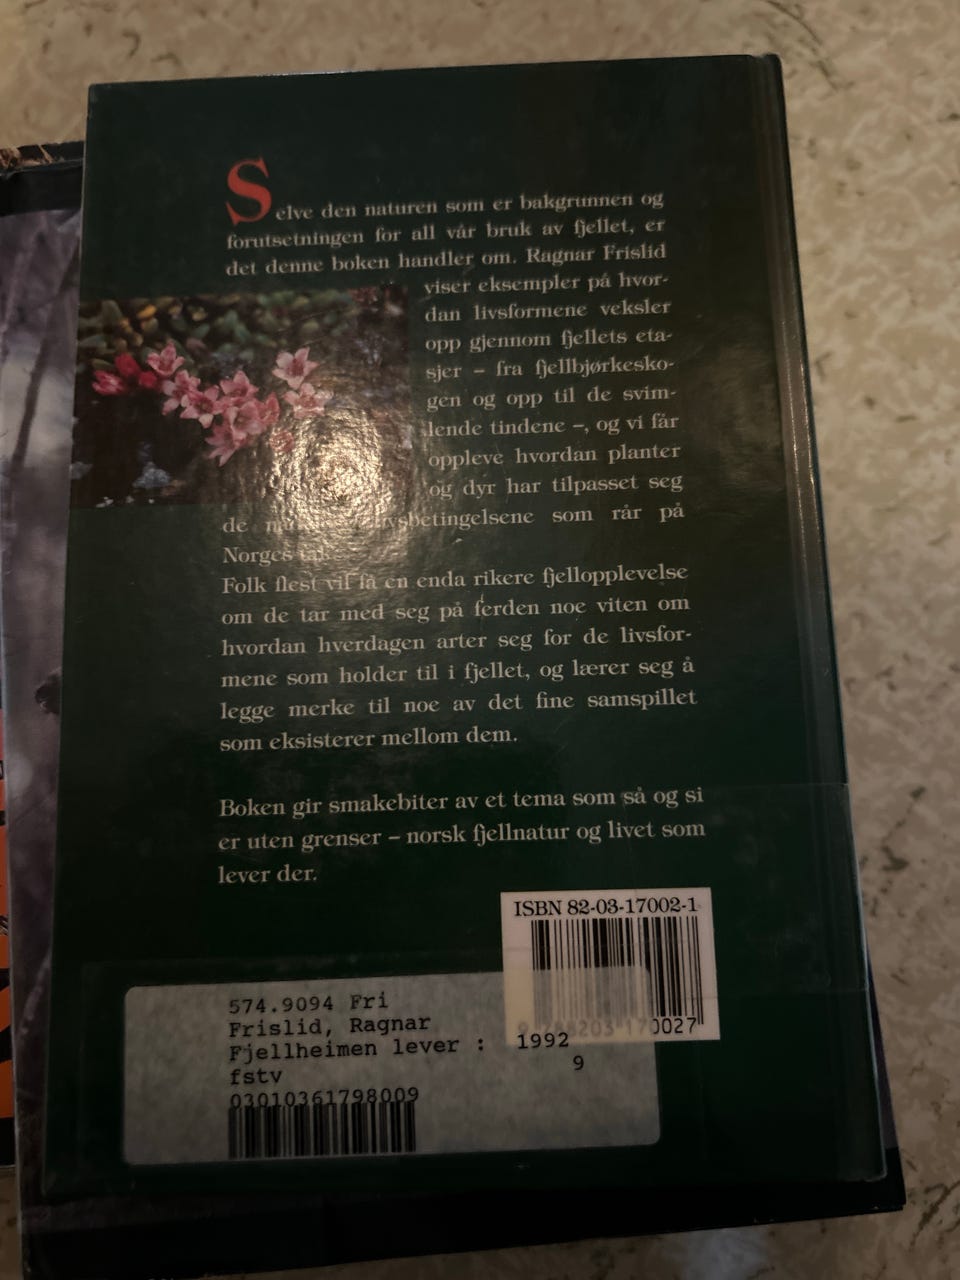 Selve den naturen som er bakgrunnen og
forutsetningen for all vår bruk av fjellet, er
det denne boken handler om. Ragnar Frislid
viser eksempler på hvor-
dan livsformene veksler
opp gjennom fjellets eta-
sjer – fra fjellbjørkesko-
gen og opp til de svim-
lende tindene –, og vi får
oppleve hvordan planter
og dyr har tilpasset seg
de livsbetingelsene som rår på
Norges tak.
Folk flest vil få en enda rikere fjellopplevelse
om de tar med seg på ferden noe viten om
hvordan hverdagen arter seg for de livsfor-
mene som holder til i fjellet, og lærer seg å
legge merke til noe av det fine samspillet
som eksisterer mellom dem.
Boken gir smakebiter av et tema som så og si
er uten grenser – norsk fjellnatur og livet som
lever der.
ISBN 82-03-17002-1
574.9094 Fri
Frislid, Ragnar
Fjellheimen lever : 1992
fstv 9
03010361798009